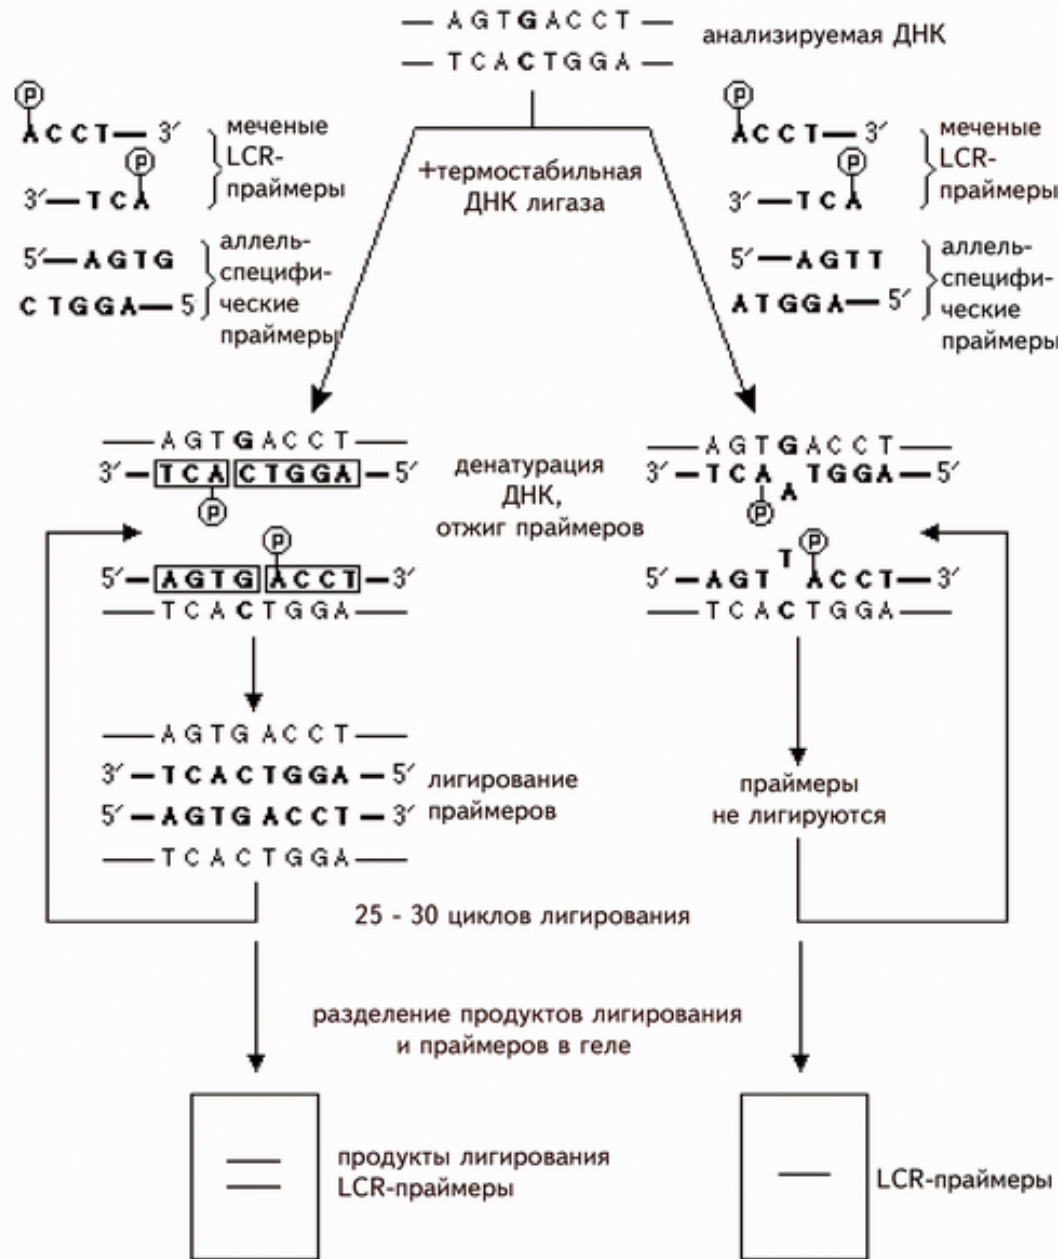 — A G T G A C C T —
— T C A C T G G A —
анализируемая ДНК
P
A C C T — 3′
P
3′ — T C A
меченые
LCR-
праймеры
5′ — A G T G
C T G G A — 5
аллель-
специфи-
ческие
праймеры
+термостабильная
ДНК лигаза
P
A C C T — 3′
P
3′ — T C A
меченые
LCR-
праймеры
5′ — A G T T
A T G G A — 5′
аллель-
специфи-
ческие
праймеры
— A G T G A C C T —
3′ — T C A C T G G A — 5′
P
P
5′ — A G T G A C C T — 3′
— T C A C T G G A —
денатурация
ДНК,
отжиг праймеров
— A G T G A C C T —
3′ — T C A T G G A — 5′
A
P
T P
5′ — A G T A C C T — 3′
— T C A C T G G A —
— A G T G A C C T —
3′ — T C A C T G G A — 5′
5′ — A G T G A C C T — 3′
— T C A C T G G A —
лигирование
праймеров
праймеры
не лигируются
25 - 30 циклов лигирования
разделение продуктов лигирования
и праймеров в геле
продукты лигирования
LCR-праймеры
LCR-праймеры